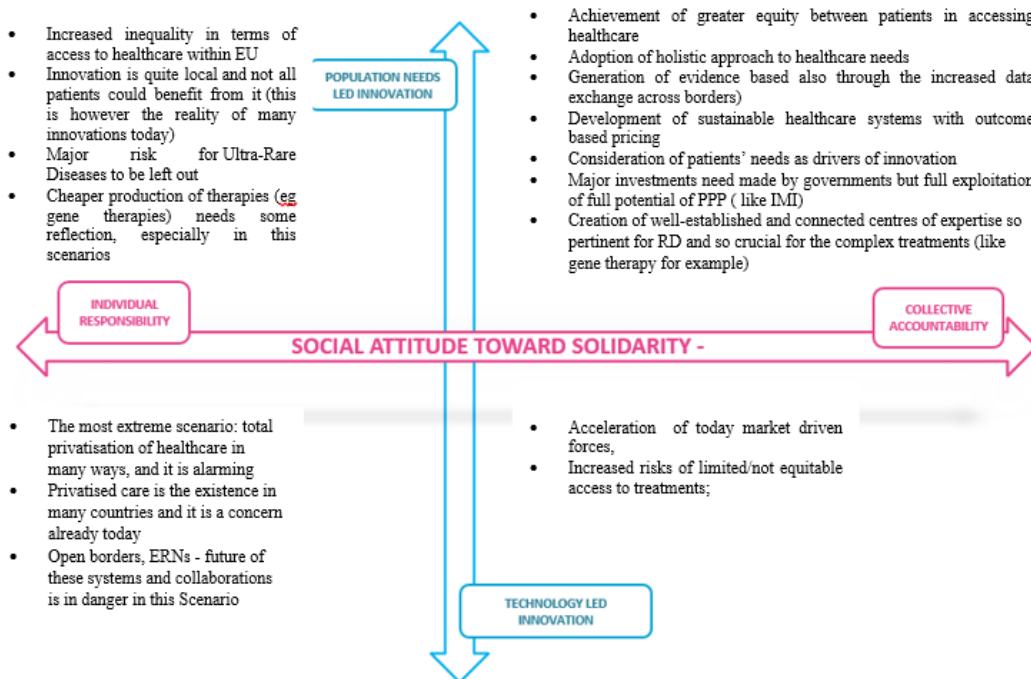 • Increased inequality in terms of
access to healthcare within EU
• Innovation is quite local and not all
patients could benefit from it (this
is however the reality of many
innovations today)
• Major risk for Ultra-Rare
Diseases to be left out
• Cheaper production of therapies (eg
gene therapies) needs some
reflection, especially in this
scenarios
POPULATION NEEDS
LED INNOVATION
• Achievement of greater equity between patients in accessing
healthcare
• Adoption of holistic approach to healthcare needs
• Generation of evidence based also through the increased data
exchange across borders)
• Development of sustainable healthcare systems with outcome
based pricing
• Consideration of patients’ needs as drivers of innovation
• Major investments need made by governments but full exploitation
of full potential of PPP ( like IMI)
• Creation of well-established and connected centres of expertise so
pertinent for RD and so crucial for the complex treatments (like
gene therapy for example)
INDIVIDUAL
RESPONSIBILITY
COLLECTIVE
ACCOUNTABILITY
SOCIAL ATTITUDE TOWARD SOLIDARITY -
• The most extreme scenario: total
privatisation of healthcare in
many ways, and it is alarming
• Privatised care is the existence in
many countries and it is a concern
already today
• Open borders, ERNs - future of
these systems and collaborations
is in danger in this Scenario
• Acceleration of today market driven
forces,
• Increased risks of limited/not equitable
access to treatments;
TECHNOLOGY LED
INNOVATION